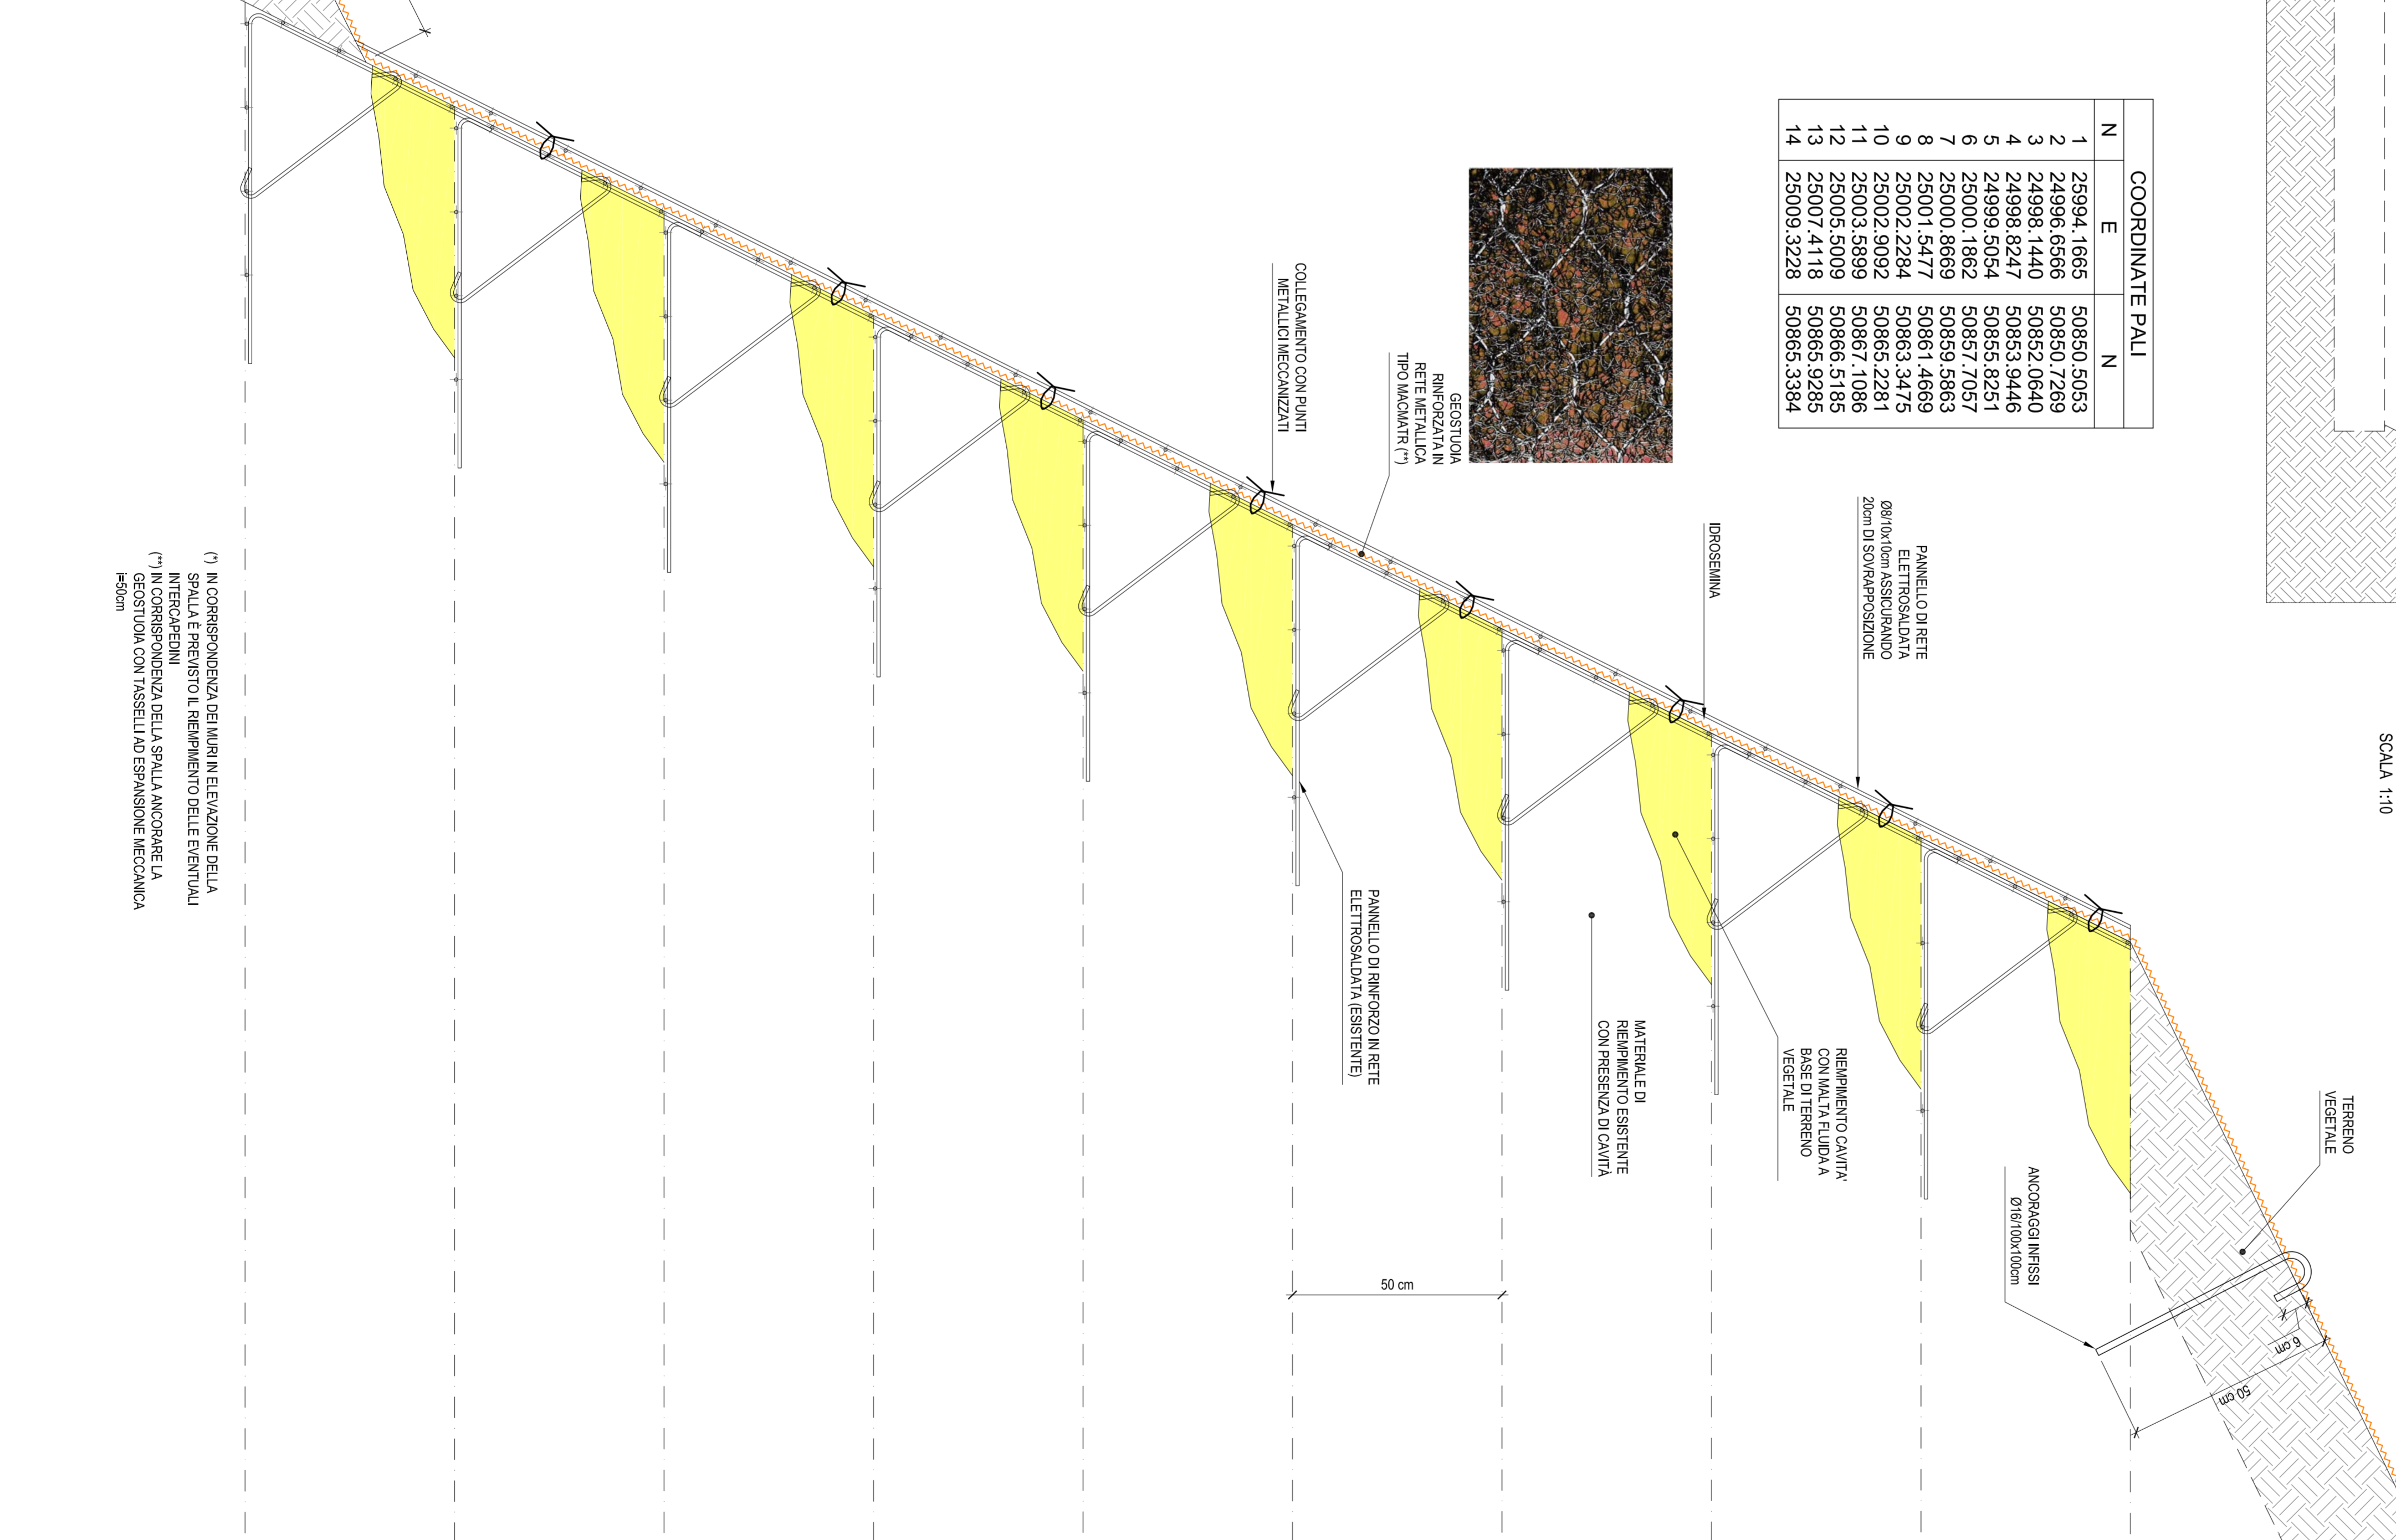 SCALA 1:10
COORDINATE PALI
N E N
1 25994.1665 50850.5053
2 24996.6566 50850.7269
3 24998.1440 50852.0640
4 24998.8247 50853.9446
5 24999.5054 50855.8251
6 25000.1862 50857.7057
7 25000.8669 50859.5863
8 25001.5477 50861.4669
9 25002.2284 50863.3475
10 25002.9092 50865.2281
11 25003.5899 50867.1086
12 25005.5009 50866.5185
13 25007.4118 50865.9285
14 25009.3228 50865.3384
TERRENO
VEGETALE
ANCORAGGI INFISSI
Ø16/100x100cm
6 cm
50 cm
PANNELLO DI RETE
ELETTROSALDATA
Ø8/10x10cm ASSICURANDO
20cm DI SOVRAPPOSIZIONE
IDROSEMINA
RIEMPIMENTO CAVITA'
CON MALTA FLUIDA A
BASE DI TERRENO
VEGETALE
MATERIALE DI
RIEMPIMENTO ESISTENTE
CON PRESENZA DI CAVITÀ
GEOSTUOIA
RINFORZATA IN
RETE METALLICA
TIPO MACMATR (**)
50 cm
PANNELLO DI RINFORZO IN RETE
ELETTROSALDATA (ESISTENTE)
COLLEGAMENTO CON PUNTI
METALLICI MECCANIZZATI
(*) IN CORRISPONDENZA DEI MURI IN ELEVAZIONE DELLA
SPALLA È PREVISTO IL RIEMPIMENTO DELLE EVENTUALI
INTERCAPEDINI
(**) IN CORRISPONDENZA DELLA SPALLA ANCORARE LA
GEOSTUOIA CON TASSELLI AD ESPANSIONE MECCANICA
i=50cm